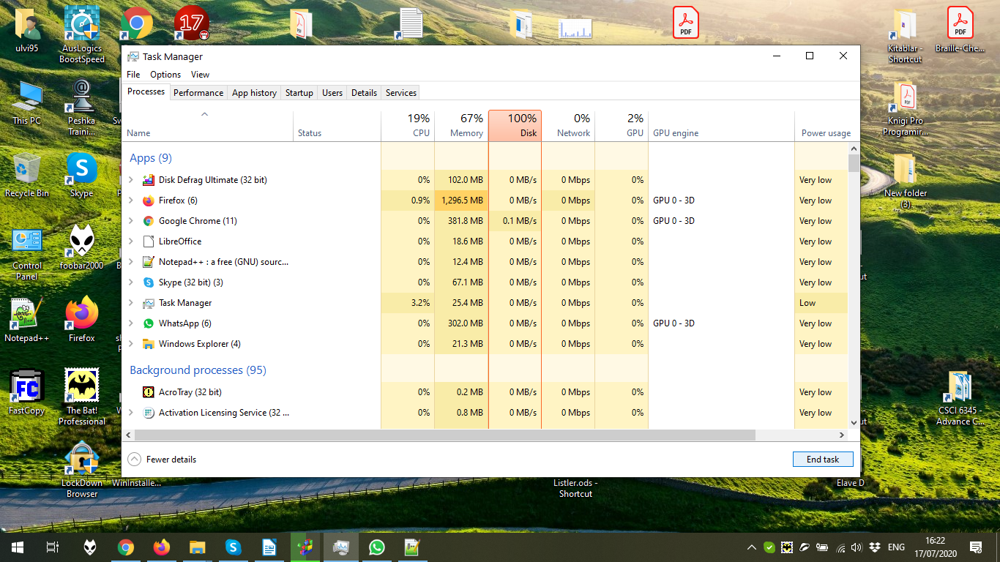 ulvi95
AusLogics
BoostSpeed
17
PDF
PDF
Kitablar -
Shortcut
Braille-Che...
Task Manager
File Options View
Processes Performance App history Startup Users Details Services
19% 67% 100% 0% 2%
Name Status CPU Memory Disk Network GPU GPU engine Power usage
Apps (9)
Disk Defrag Ultimate (32 bit) 0% 102.0 MB 0 MB/s 0 Mbps 0% Very low
Firefox (6) 0.9% 1,296.5 MB 0 MB/s 0 Mbps 0% GPU 0 - 3D Very low
Google Chrome (11) 0% 381.8 MB 0.1 MB/s 0 Mbps 0% GPU 0 - 3D Very low
LibreOffice 0% 18.6 MB 0 MB/s 0 Mbps 0% Very low
Notepad++ : a free (GNU) sourc... 0% 12.4 MB 0 MB/s 0 Mbps 0% Very low
Skype (32 bit) (3) 0% 67.1 MB 0 MB/s 0 Mbps 0% Very low
Task Manager 3.2% 25.4 MB 0 MB/s 0 Mbps 0% Low
WhatsApp (6) 0% 302.0 MB 0 MB/s 0 Mbps 0% GPU 0 - 3D Very low
Windows Explorer (4) 0% 21.3 MB 0 MB/s 0 Mbps 0% Very low
Background processes (95)
AcroTray (32 bit) 0% 0.2 MB 0 MB/s 0 Mbps 0% Very low
Activation Licensing Service (32 ... 0% 0.8 MB 0 MB/s 0 Mbps 0% Very low
Fewer details
End task
This PC
Peshka
Traini...
Recycle Bin
Skype
Control
Panel
foobar2000
Notepad++
Firefox
FC
FastCopy
The Bat!
Professional
LockDown
Browser
Wininstalle...
Listler.ods -
Shortcut
Elave D
Knigi Pro
Programir...
New folder
(3)
CSCI 6345 -
Advance C...
ENG
16:22
17/07/2020